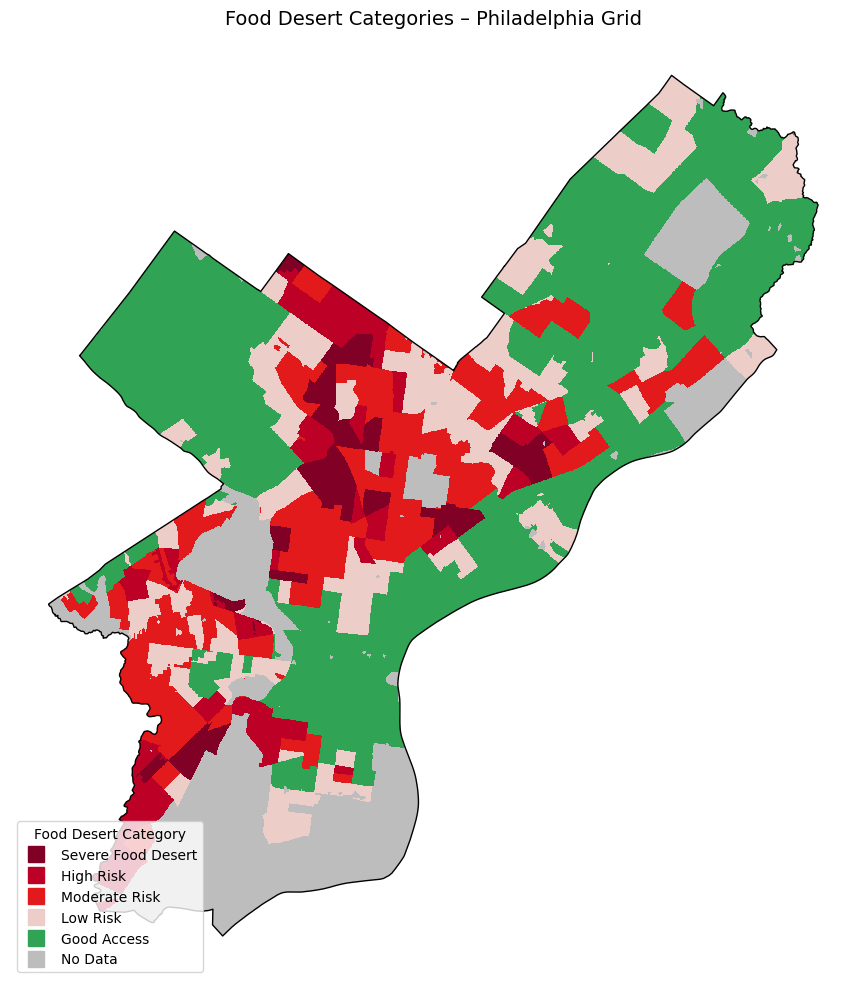 Food Desert Categories – Philadelphia Grid
Food Desert Category
Severe Food Desert
High Risk
Moderate Risk
Low Risk
Good Access
No Data